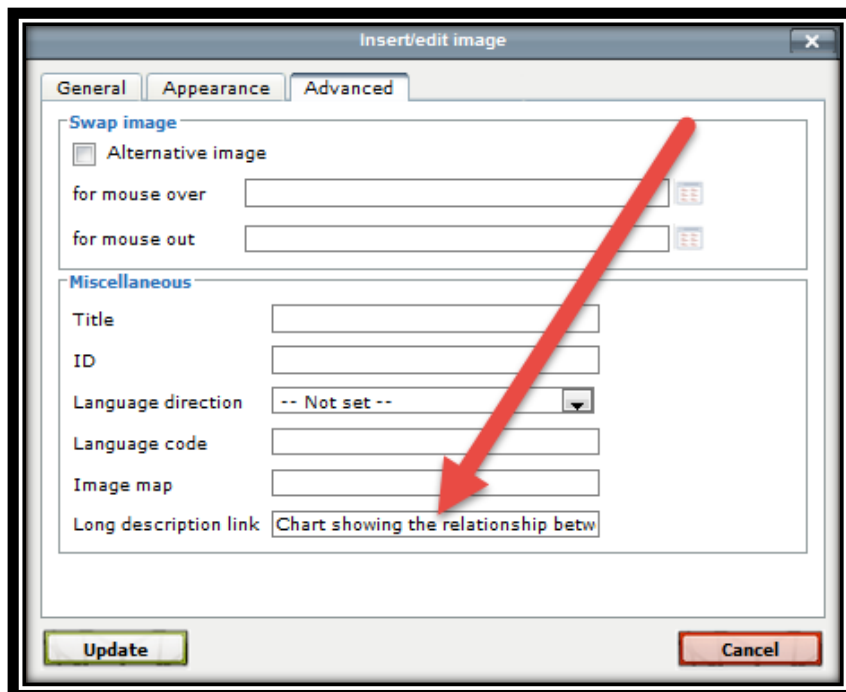 Insert/edit image
General Appearance Advanced
Swap image
Alternative image
for mouse over
for mouse out
Miscellaneous
Title
ID
Language direction -- Not set --
Language code
Image map
Long description link Chart showing the relationship betw
Update Cancel